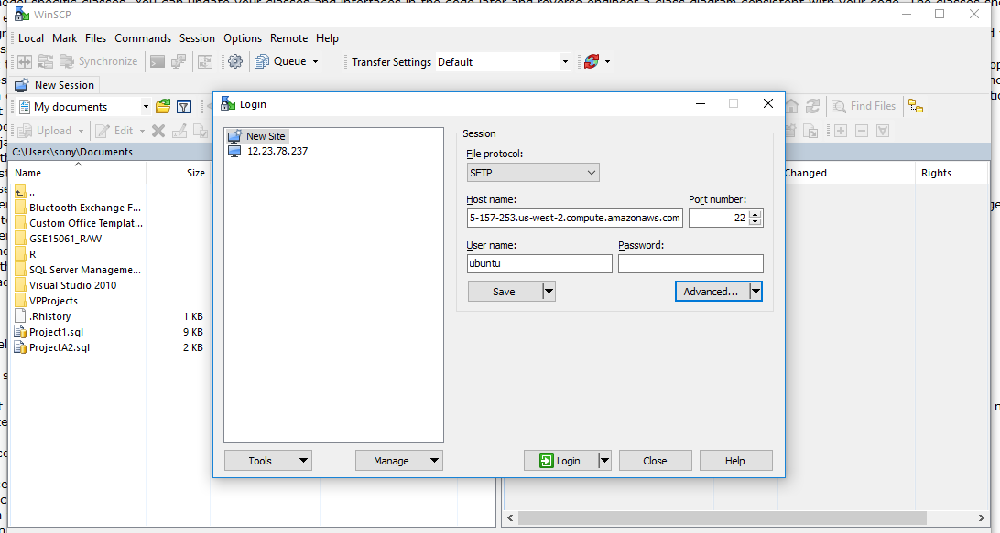 WinSCP
Local Mark Files Commands Session Options Remote Help
Synchronize
Queue
Transfer Settings Default
New Session
My documents
Find Files
Upload
Edit
C:\Users\sony\Documents
Name Size
..
Bluetooth Exchange F...
Custom Office Templat...
GSE15061_RAW
R
SQL Server Manageme...
Visual Studio 2010
VPProjects
.Rhistory 1 KB
Project1.sql 9 KB
ProjectA2.sql 2 KB
Changed Rights
Login
New Site
12.23.78.237
Session
File protocol:
SFTP
Host name: Port number:
5-157-253.us-west-2.compute.amazonaws.com 22
User name: Password:
ubuntu
Save Advanced...
Tools Manage Login Close Help